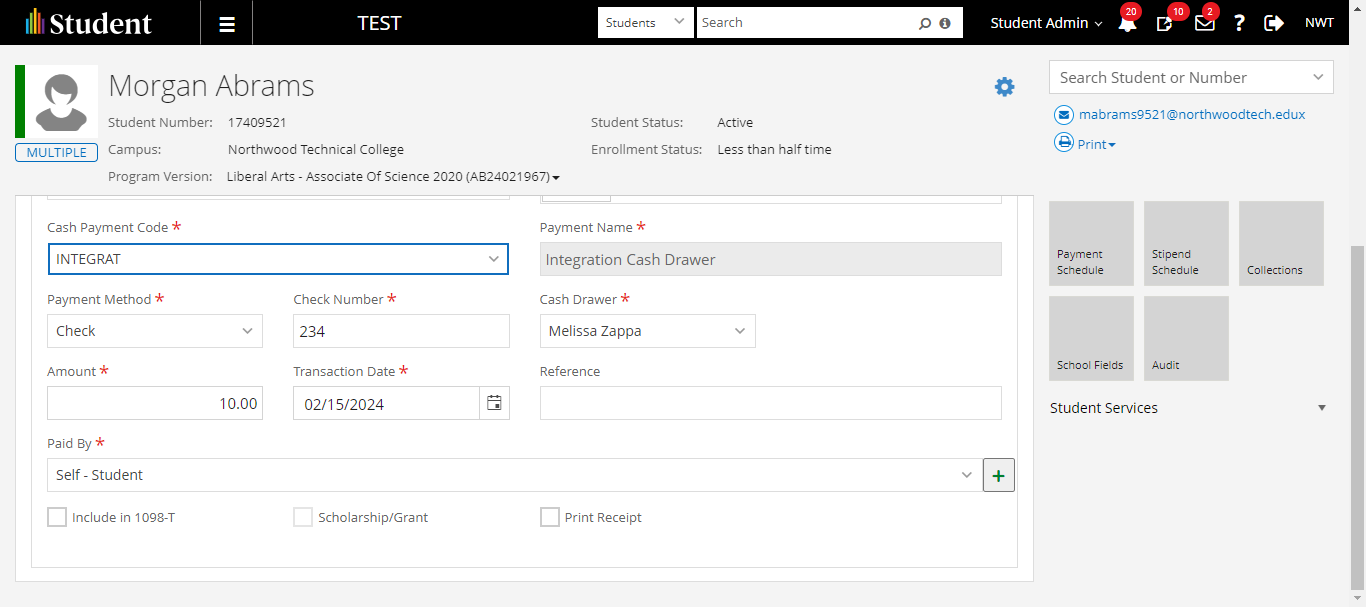 Student
TEST
Students
Search
Student Admin
20
10
2
?
NWT
Morgan Abrams
Student Number: 17409521
Student Status: Active
MULTIPLE
Campus: Northwood Technical College
Enrollment Status: Less than half time
Program Version: Liberal Arts - Associate Of Science 2020 (AB24021967)
Search Student or Number
mabrams9521@northwoodtech.edux
Print
Cash Payment Code *
Payment Name *
INTEGRAT
Integration Cash Drawer
Payment Method *
Check Number *
Cash Drawer *
Check
234
Melissa Zappa
Amount *
Transaction Date *
Reference
10.00
02/15/2024
Paid By *
Self - Student
+
Include in 1098-T
Scholarship/Grant
Print Receipt
Payment
Schedule
Stipend
Schedule
Collections
School Fields
Audit
Student Services